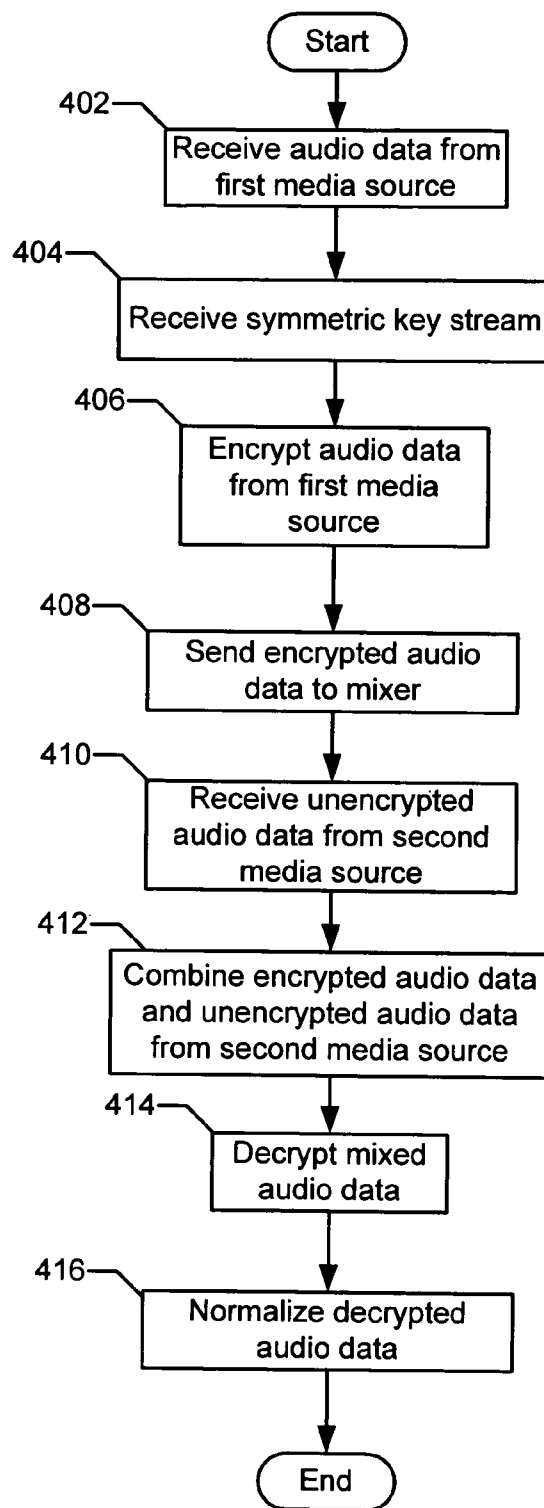 Start
402
Receive audio data from
first media source
404
Receive symmetric key stream
406
Encrypt audio data
from first media
source
408
Send encrypted audio
data to mixer
410
Receive unencrypted
audio data from second
media source
412
Combine encrypted audio data
and unencrypted audio data
from second media source
414
Decrypt mixed
audio data
416
Normalize decrypted
audio data
End